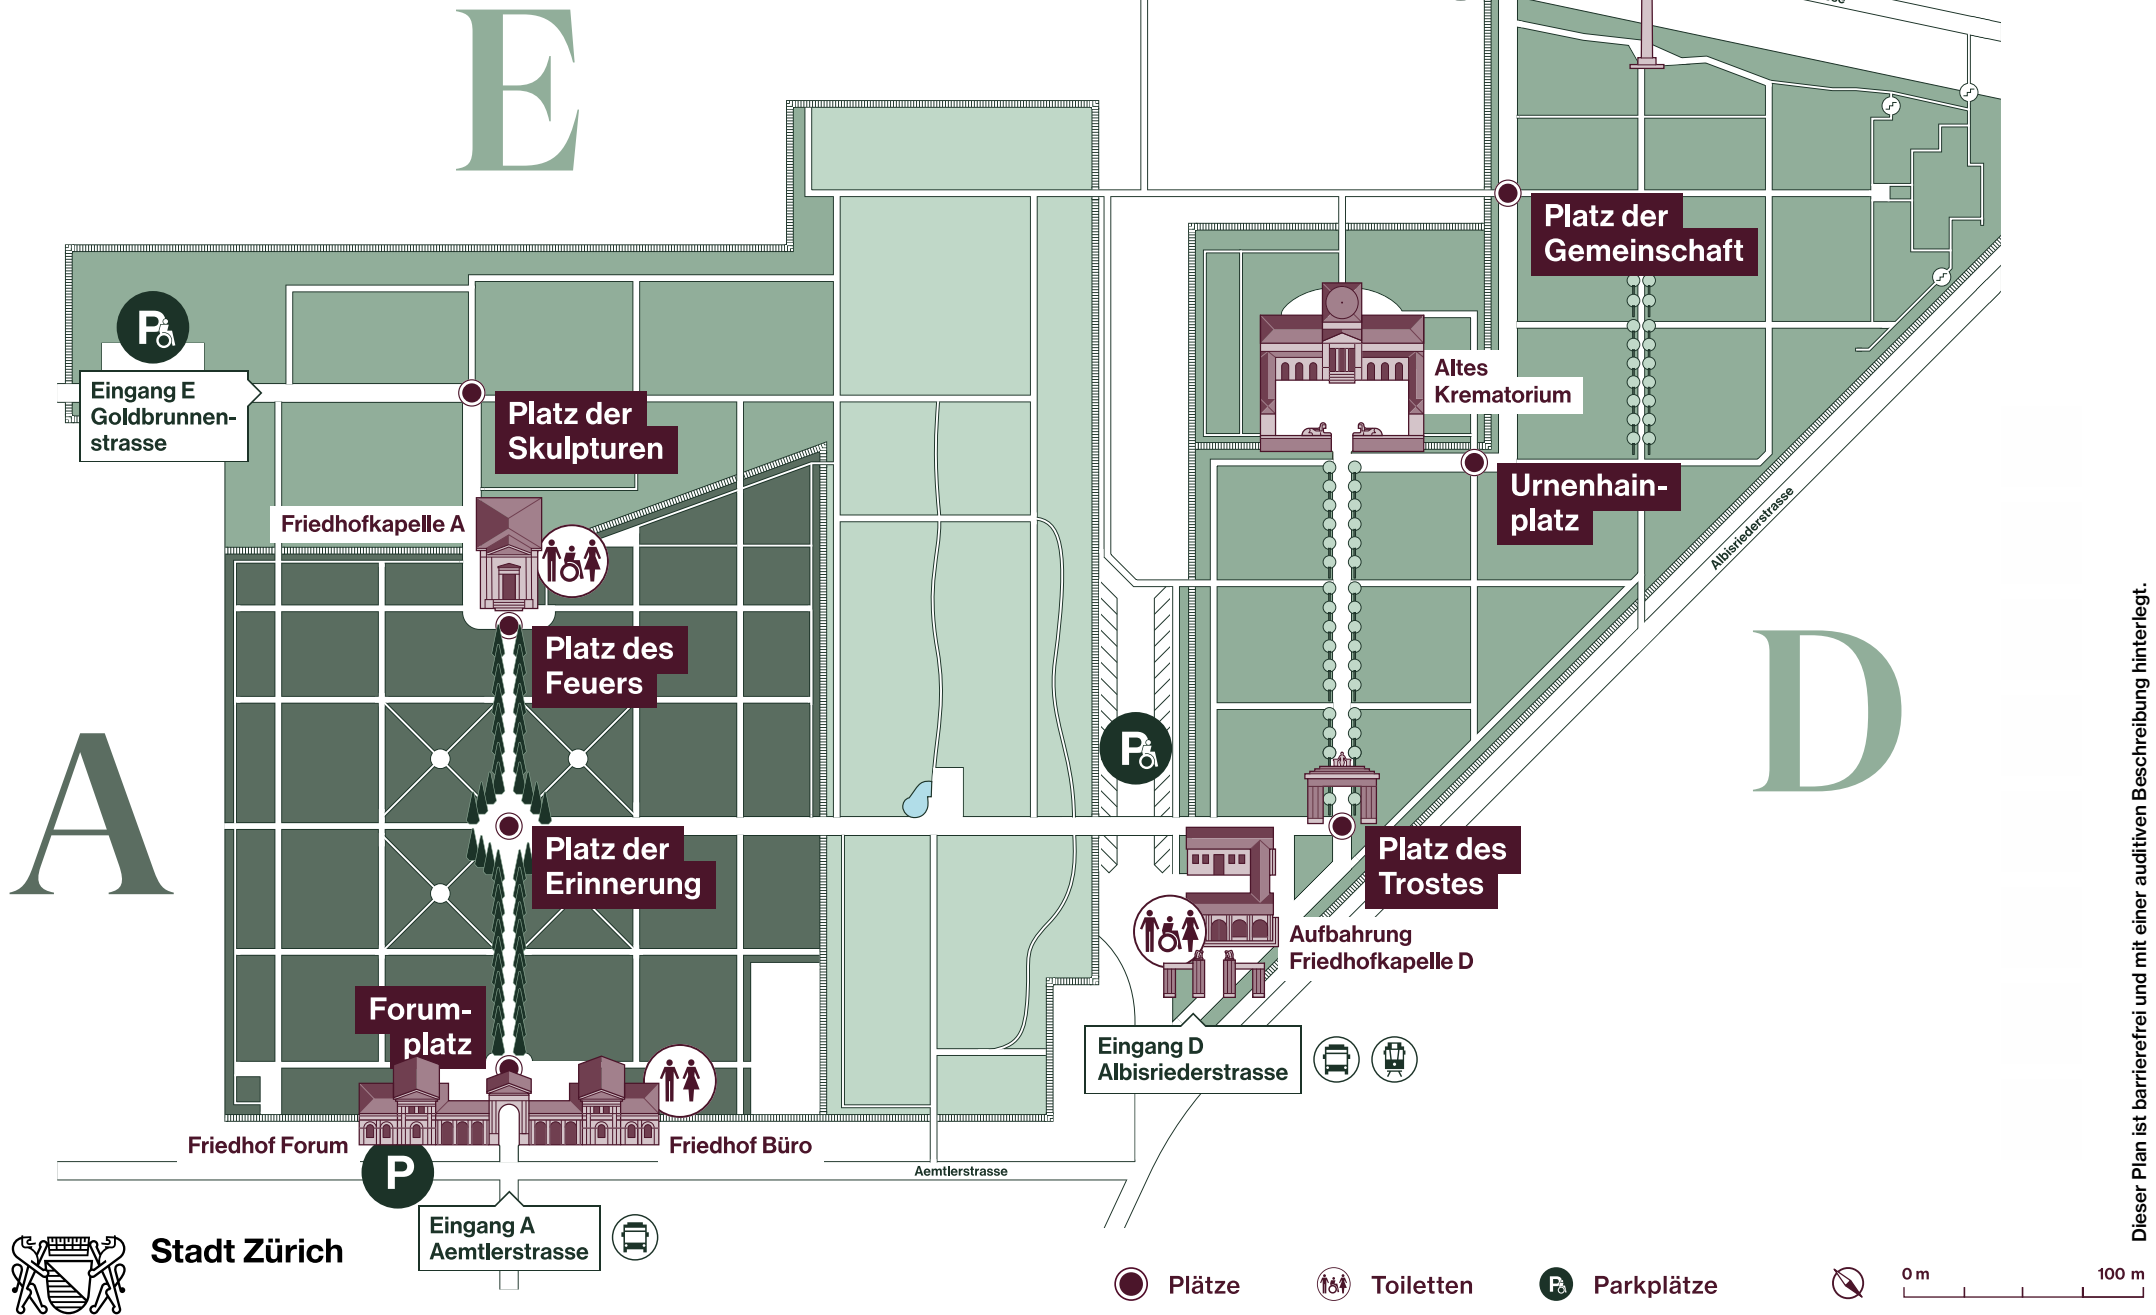 E
Platz der
Gemeinschaft
P
Eingang E
Goldbrunnen-
strasse
Platz der
Skulpturen
Altes
Krematorium
Urnenhain-
platz
Albisriederstrasse
Friedhofkapelle A
Platz des
Feuers
D
A
P
Platz der
Erinnerung
Platz des
Trostes
Aufbahrung
Friedhofkapelle D
Forum-
platz
Eingang D
Albisriederstrasse
Friedhof Forum
Friedhof Büro
P
Aemtlerstrasse
Eingang A
Aemtlerstrasse
Stadt Zürich
Plätze
Toiletten
P
Parkplätze
0 m
100 m
Dieser Plan ist barrierefrei und mit einer auditiven Beschreibung hinterlegt.